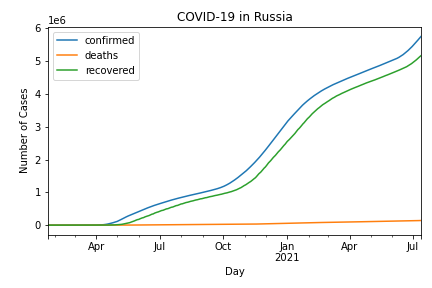 COVID-19 in Russia
1e6
confirmed
deaths
recovered
Number of Cases
6
5
4
3
2
1
0
Apr Jul Oct Jan Apr Jul
2021
Day